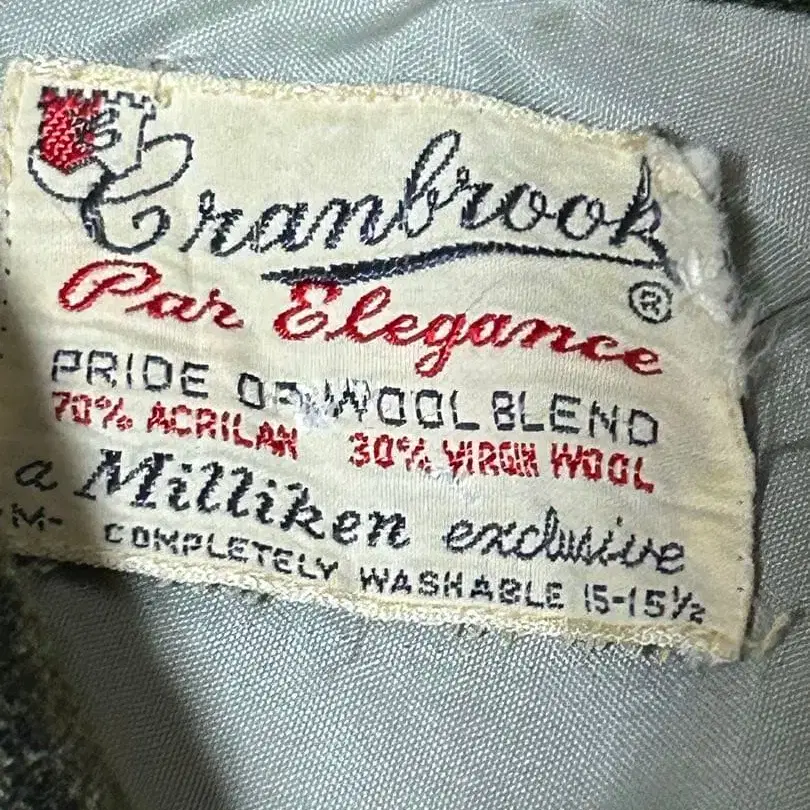 Cranbrook ®
Par Elegance
PRIDE OF WOOL BLEND
70% ACRILAN 30% VIRGIN WOOL
a Milliken exclusive
-M- COMPLETELY WASHABLE 15-15½